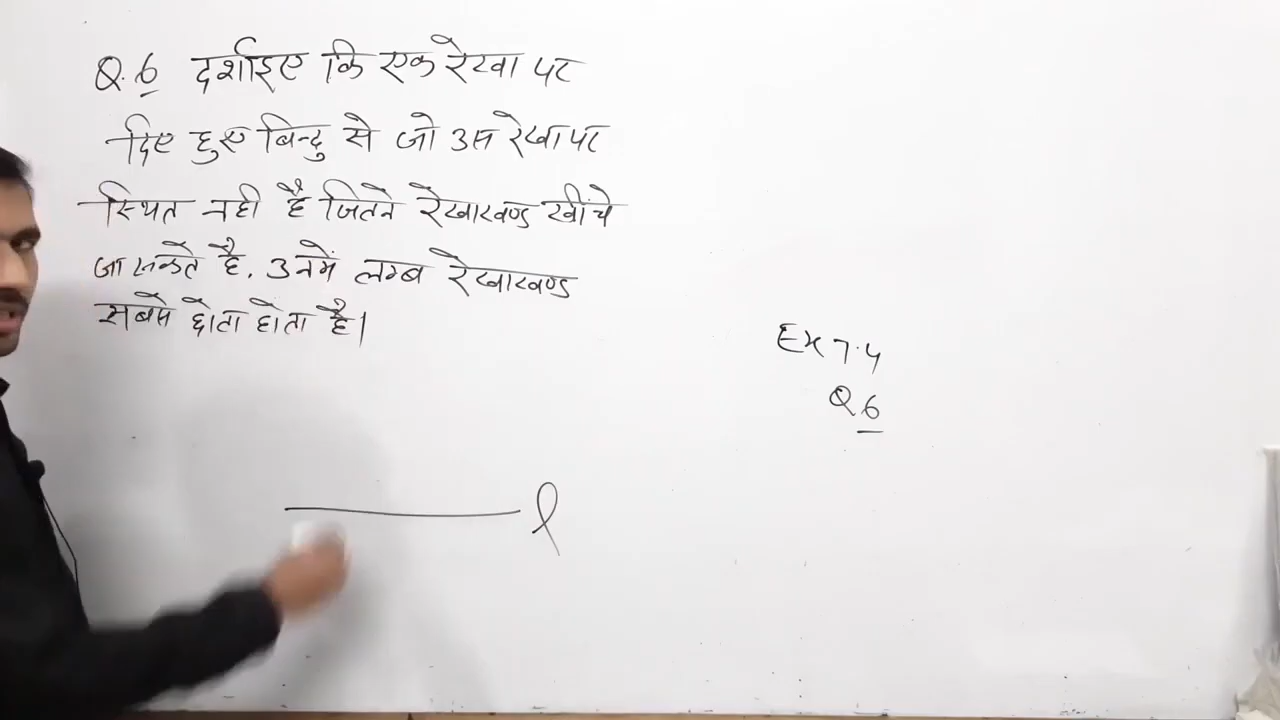 Q.6 दर्शाइए कि एक रेखा पर
दिए हुए बिन्दु से जो उस रेखा पर
स्थित नही है जितने रेखाखण्ड खींचे
जा सकते है. उनमें लम्ब रेखाखण्ड
सबसे छोटा होता है।
Ex 7.4
Q 6
l